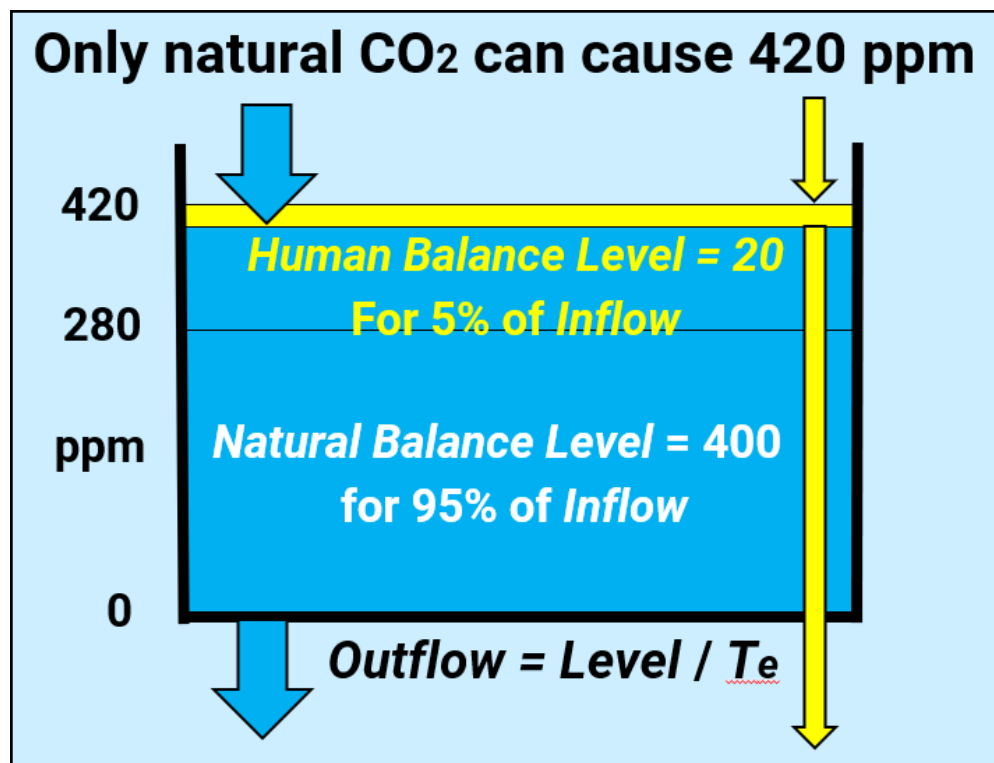 Only natural CO2 can cause 420 ppm
420
Human Balance Level = 20
For 5% of Inflow
280
ppm
Natural Balance Level = 400
for 95% of Inflow
0
Outflow = Level / Te